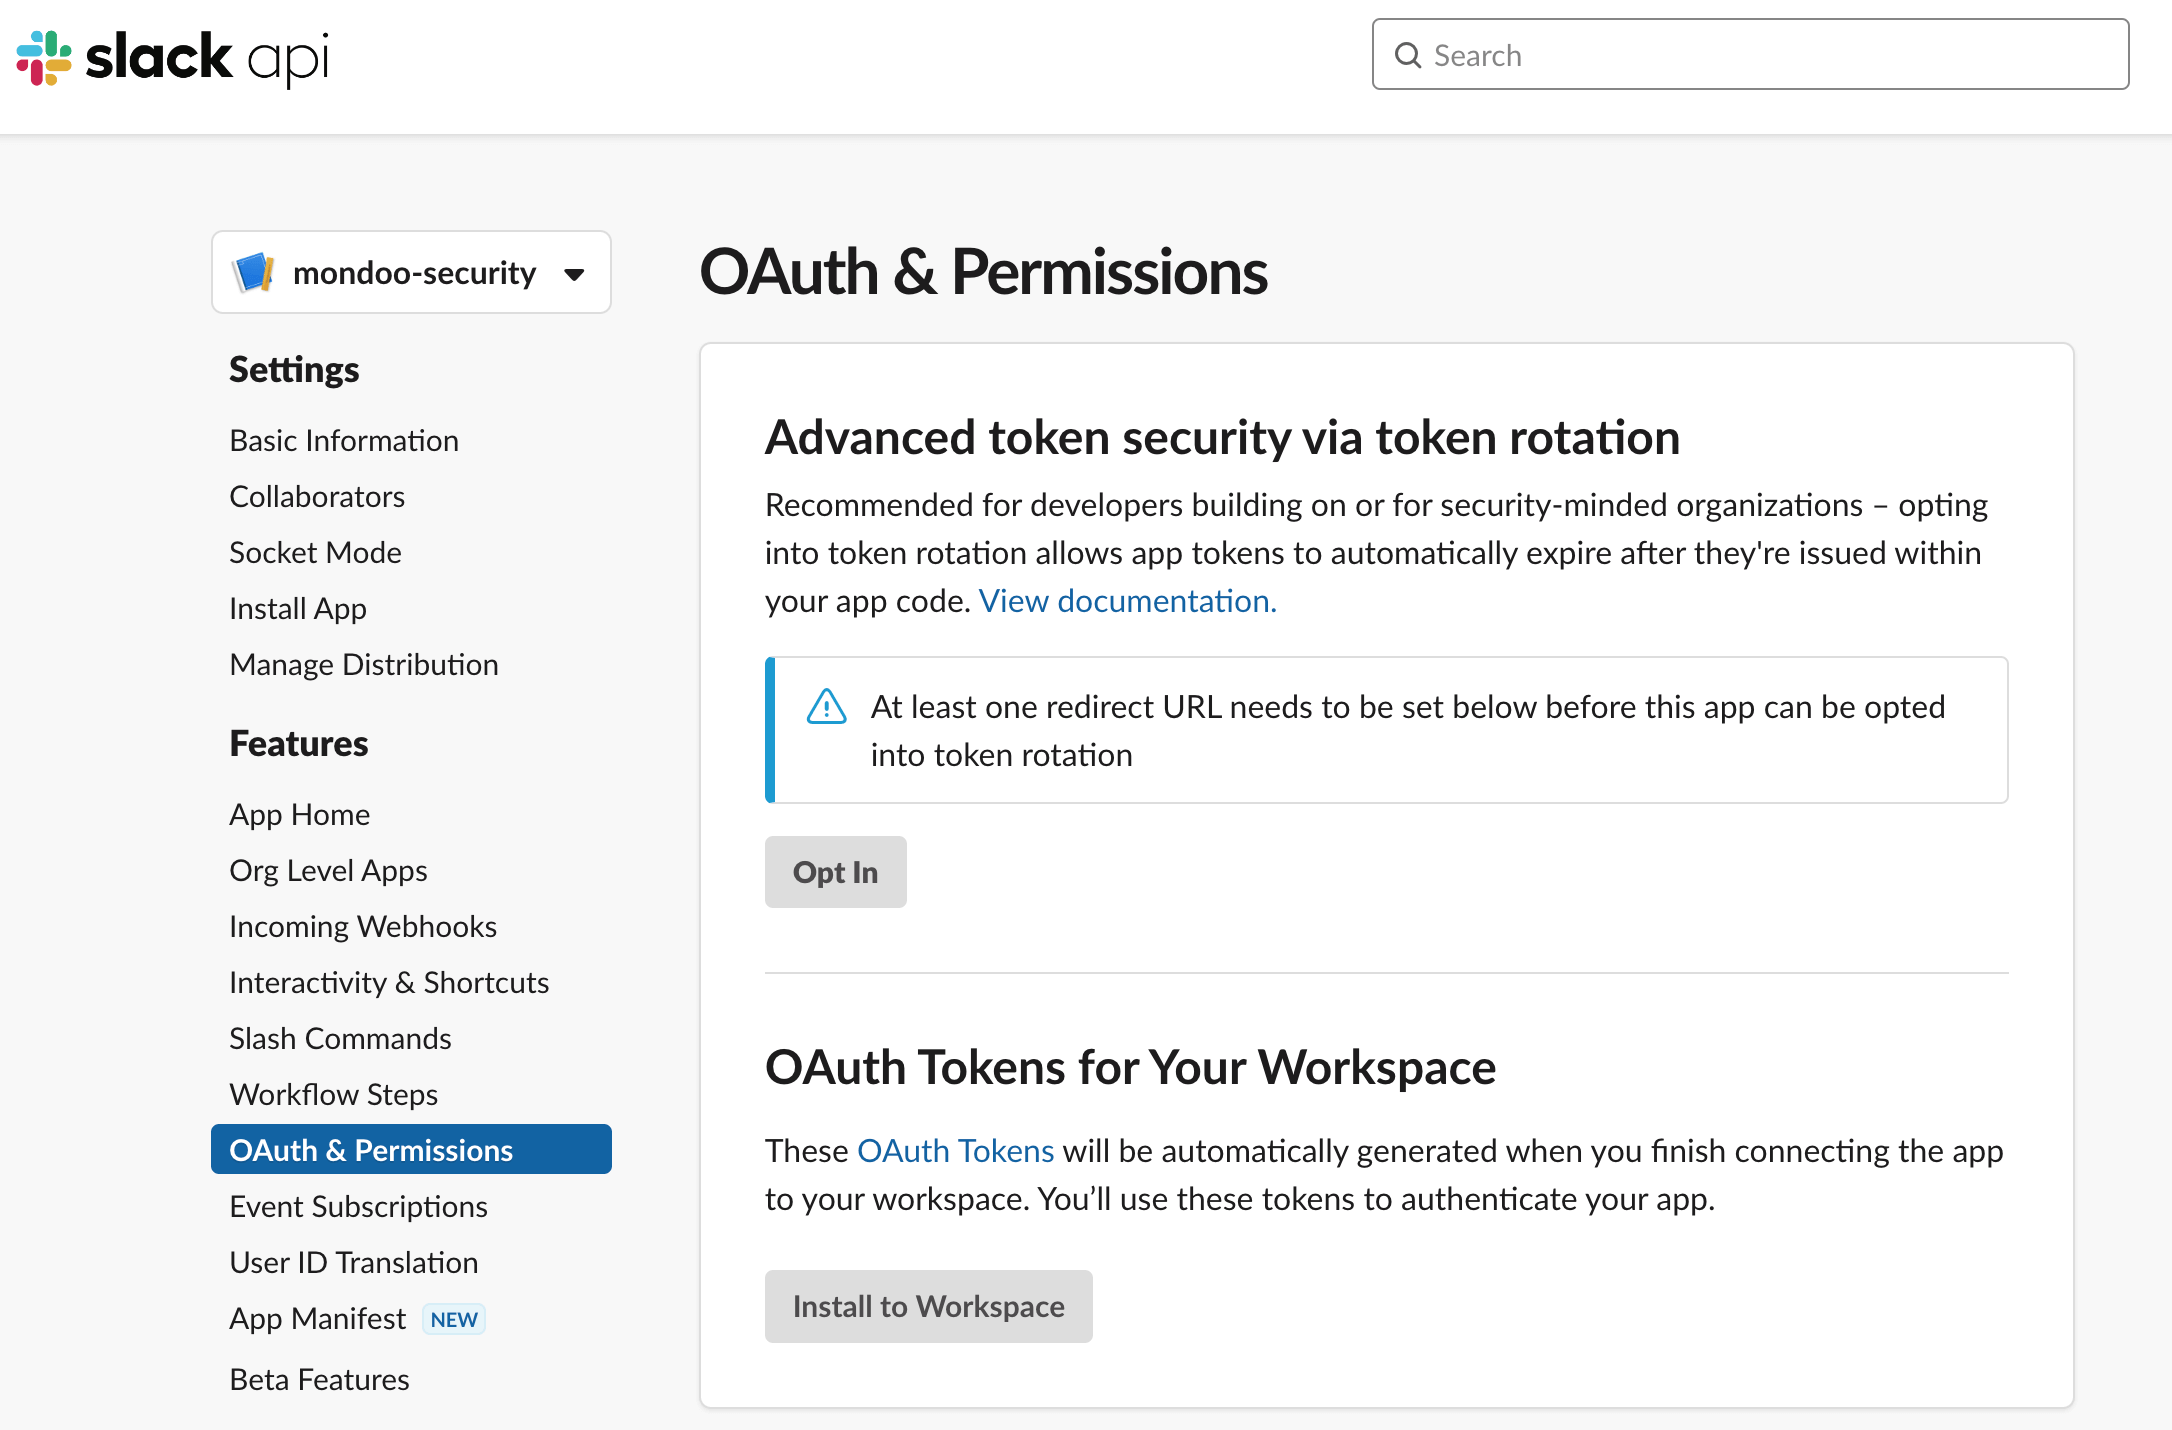 slack api
Search
mondoo-security
Settings
Basic Information
Collaborators
Socket Mode
Install App
Manage Distribution
Features
App Home
Org Level Apps
Incoming Webhooks
Interactivity & Shortcuts
Slash Commands
Workflow Steps
OAuth & Permissions
Event Subscriptions
User ID Translation
App Manifest NEW
Beta Features
OAuth & Permissions
Advanced token security via token rotation
Recommended for developers building on or for security-minded organizations – opting
into token rotation allows app tokens to automatically expire after they're issued within
your app code. View documentation.
At least one redirect URL needs to be set below before this app can be opted
into token rotation
Opt In
OAuth Tokens for Your Workspace
These OAuth Tokens will be automatically generated when you finish connecting the app
to your workspace. You’ll use these tokens to authenticate your app.
Install to Workspace